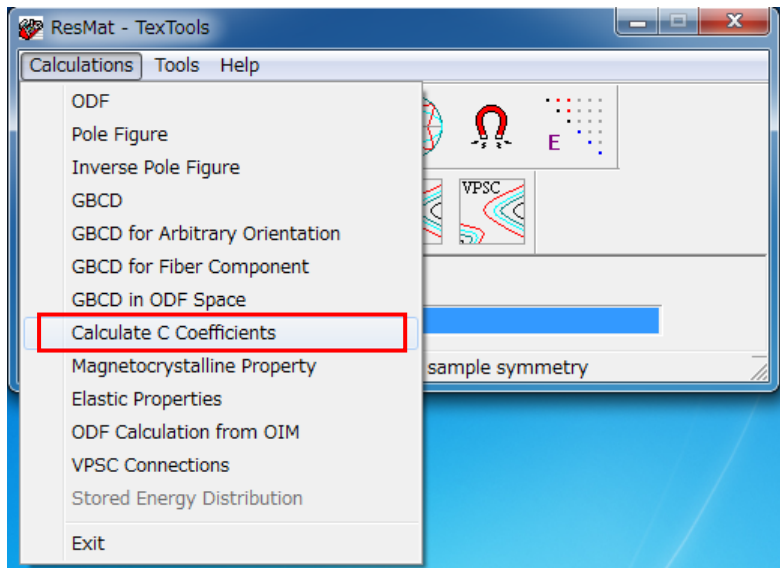 ResMat - TexTools
Calculations Tools Help
ODF
Pole Figure
Inverse Pole Figure
GBCD
GBCD for Arbitrary Orientation
GBCD for Fiber Component
GBCD in ODF Space
Calculate C Coefficients
Magnetocrystalline Property
Elastic Properties
ODF Calculation from OIM
VPSC Connections
Stored Energy Distribution
Exit
E
VPSC
sample symmetry